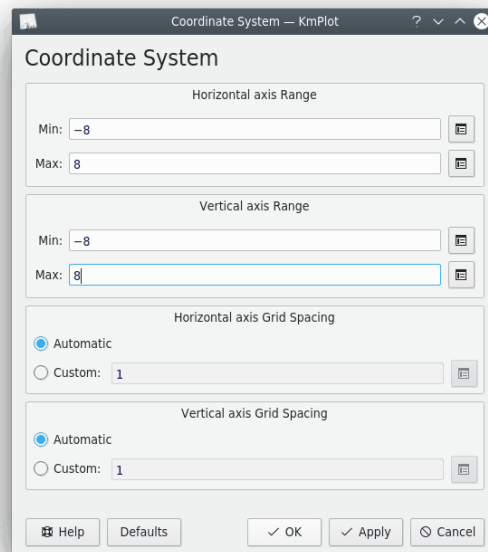 Coordinate System — KmPlot
Coordinate System
Horizontal axis Range
Min: −8
Max: 8
Vertical axis Range
Min: −8
Max: 8
Horizontal axis Grid Spacing
Automatic
Custom: 1
Vertical axis Grid Spacing
Automatic
Custom: 1
Help Defaults OK Apply Cancel